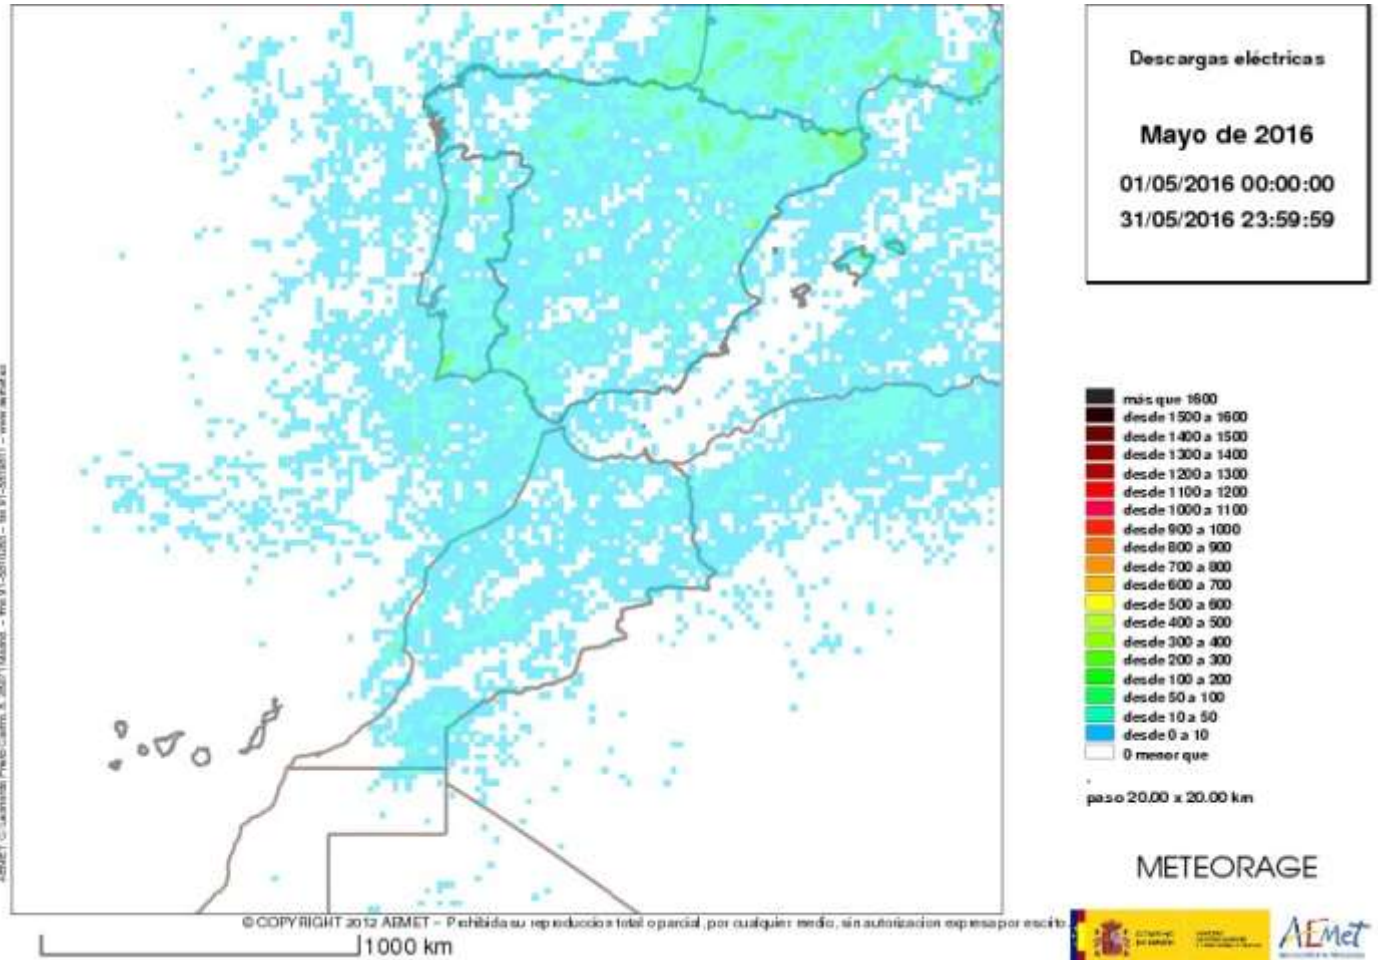 Descargas eléctricas
Mayo de 2016
01/05/2016 00:00:00
31/05/2016 23:59:59
más que 1600
desde 1500 a 1600
desde 1400 a 1500
desde 1300 a 1400
desde 1200 a 1300
desde 1100 a 1200
desde 1000 a 1100
desde 900 a 1000
desde 800 a 900
desde 700 a 800
desde 600 a 700
desde 500 a 600
desde 400 a 500
desde 300 a 400
desde 200 a 300
desde 100 a 200
desde 50 a 100
desde 10 a 50
desde 0 a 10
0 menor que
paso 20.00 x 20.00 km
METEORAGE
© COPYRIGHT 2012 AEMET - Prohibida su reproduccion total o parcial, por cualquier medio, sin autorizacion expresa por escrito.
1000 km
AEMet